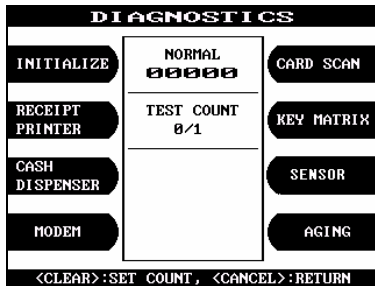 DIAGNOSTICS
INITIALIZE
RECEIPT
PRINTER
CASH
DISPENSER
MODEM
NORMAL
00000
TEST COUNT
0/1
CARD SCAN
KEY MATRIX
SENSOR
AGING
<CLEAR>:SET COUNT, <CANCEL>:RETURN